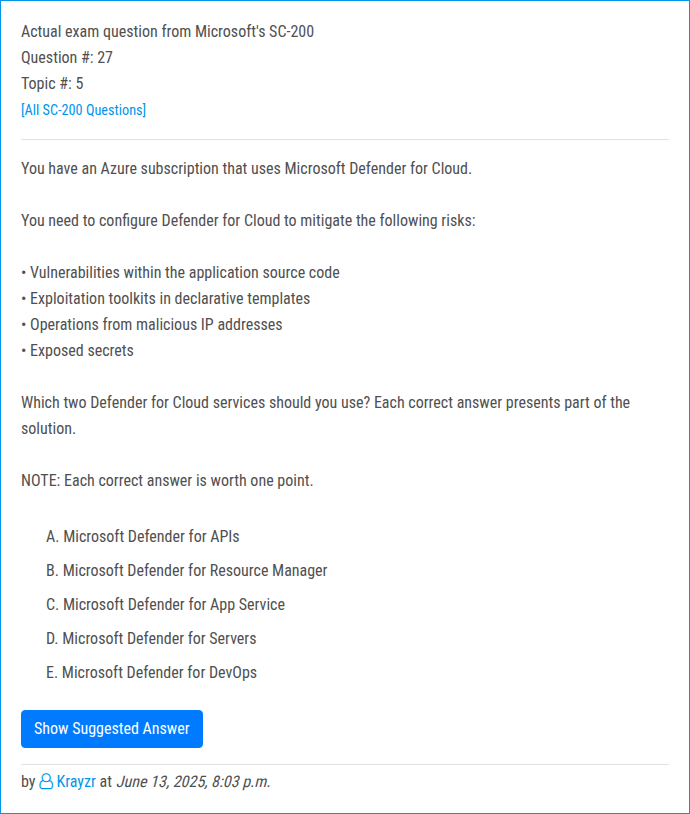 Actual exam question from Microsoft's SC-200
Question #: 27
Topic #: 5
[All SC-200 Questions]
You have an Azure subscription that uses Microsoft Defender for Cloud.
You need to configure Defender for Cloud to mitigate the following risks:
• Vulnerabilities within the application source code
• Exploitation toolkits in declarative templates
• Operations from malicious IP addresses
• Exposed secrets
Which two Defender for Cloud services should you use? Each correct answer presents part of the
solution.
NOTE: Each correct answer is worth one point.
A. Microsoft Defender for APIs
B. Microsoft Defender for Resource Manager
C. Microsoft Defender for App Service
D. Microsoft Defender for Servers
E. Microsoft Defender for DevOps
Show Suggested Answer
by Krayzr at June 13, 2025, 8:03 p.m.